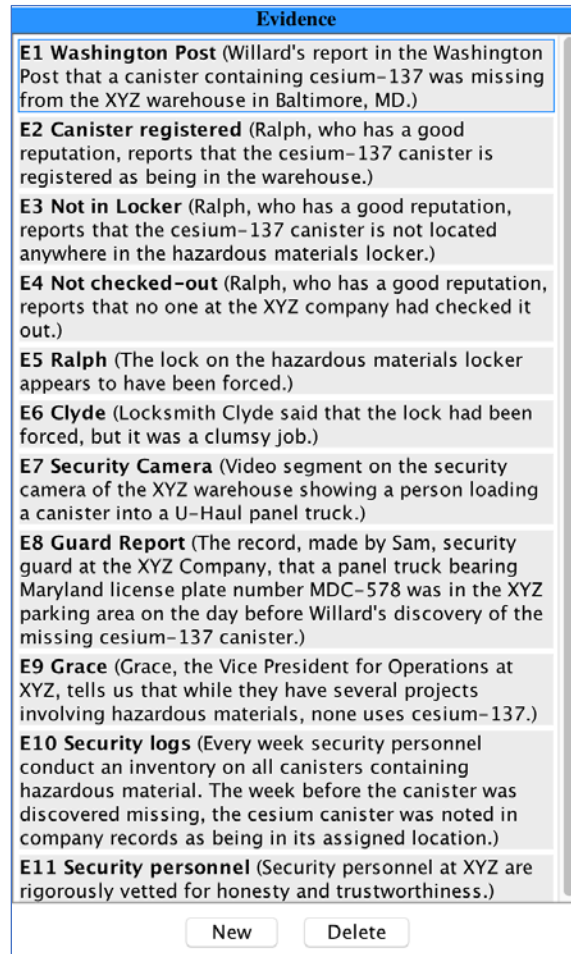 Evidence
E1 Washington Post (Willard's report in the Washington
Post that a canister containing cesium-137 was missing
from the XYZ warehouse in Baltimore, MD.)
E2 Canister registered (Ralph, who has a good
reputation, reports that the cesium-137 canister is
registered as being in the warehouse.)
E3 Not in Locker (Ralph, who has a good reputation,
reports that the cesium-137 canister is not located
anywhere in the hazardous materials locker.)
E4 Not checked-out (Ralph, who has a good reputation,
reports that no one at the XYZ company had checked it
out.)
E5 Ralph (The lock on the hazardous materials locker
appears to have been forced.)
E6 Clyde (Locksmith Clyde said that the lock had been
forced, but it was a clumsy job.)
E7 Security Camera (Video segment on the security
camera of the XYZ warehouse showing a person loading
a canister into a U-Haul panel truck.)
E8 Guard Report (The record, made by Sam, security
guard at the XYZ Company, that a panel truck bearing
Maryland license plate number MDC-578 was in the XYZ
parking area on the day before Willard's discovery of the
missing cesium-137 canister.)
E9 Grace (Grace, the Vice President for Operations at
XYZ, tells us that while they have several projects
involving hazardous materials, none uses cesium-137.)
E10 Security logs (Every week security personnel
conduct an inventory on all canisters containing
hazardous material. The week before the canister was
discovered missing, the cesium canister was noted in
company records as being in its assigned location.)
E11 Security personnel (Security personnel at XYZ are
rigorously vetted for honesty and trustworthiness.)
New Delete